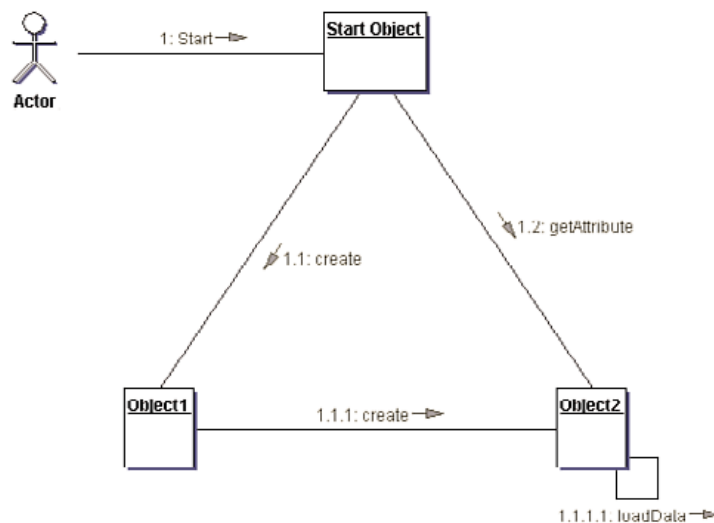 Start Object
1: Start
Actor
1.2: getAttribute
1.1: create
Object1
Object2
1.1.1: create
1.1.1.1: loadData